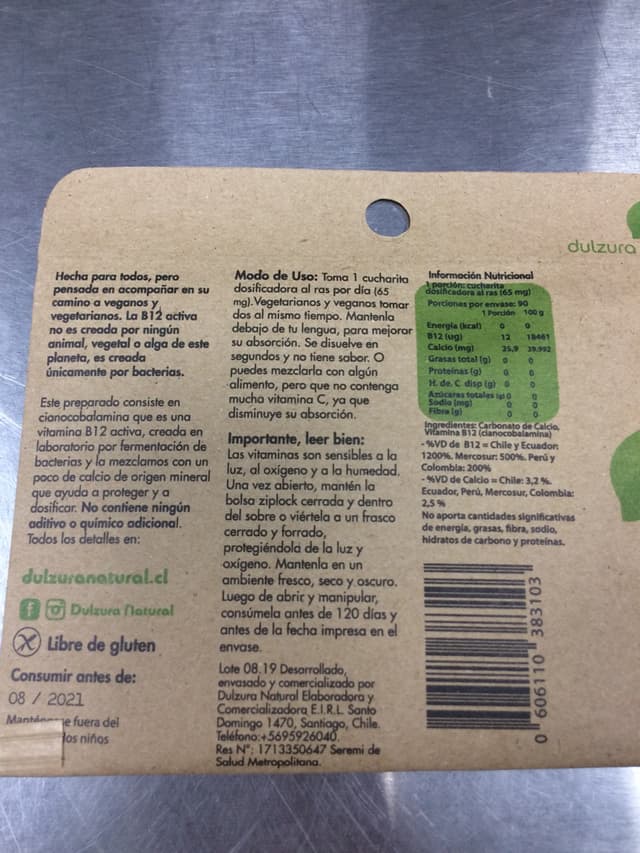 dulzura
Hecha para todos, pero
pensada en acompañar en su
camino a veganos y
vegetarianos. La B12 activa
no es creada por ningún
animal, vegetal o alga de este
planeta, es creada
únicamente por bacterias.
Este preparado consiste en
cianocobalamina que es una
vitamina B12 activa, creada en
laboratorio por fermentación de
bacterias y la mezclamos con un
poco de calcio de origen mineral
que ayuda a proteger y a
dosificar. No contiene ningún
aditivo o químico adicional.
Todos los detalles en:
dulzuranatural.cl
Dulzura Natural
Libre de gluten
Consumir antes de:
08 / 2021
fuera del
los niños
Modo de Uso: Toma 1 cucharita
dosificadora al ras por día (65
mg). Vegetarianos y veganos tomar
dos al mismo tiempo. Mantenla
debajo de tu lengua, para mejorar
su absorción. Se disuelve en
segundos y no tiene sabor. O
puedes mezclarla con algún
alimento, pero que no contenga
mucha vitamina C, ya que
disminuye su absorción.
Importante, leer bien:
Las vitaminas son sensibles a la
luz, al oxígeno y a la humedad.
Una vez abierto, mantén la
bolsa ziplock cerrada y dentro
del sobre o viértela a un frasco
cerrado y forrado,
protegiéndola de la luz y
oxígeno. Mantenla en un
ambiente fresco, seco y oscuro.
Luego de abrir y manipular,
consúmela antes de 120 días y
antes de la fecha impresa en el
envase.
Lote 08.19 Desarrollado,
envasado y comercializado por
Dulzura Natural Elaboradora y
Comercializadora E.I.R.L. Santo
Domingo 1470, Santiago, Chile.
Teléfono:+5695926040.
Res N°: 1713350647 Seremi de
Salud Metropolitana.
Información Nutricional
1 porción: cucherita
dosificadora al ras (65 mg)
Porciones por envase: 90
1 Porción 100 g
Energía (kcal) 0 0
B12 (ug) 12 18461
Calcio (mg) 25,9 39.992
Grasas total (g) 0 0
Proteínas (g) 0 0
H. de. C disp (g) 0 0
Azúcares totales (g) 0 0
Sodio (mg) 0 0
Fibra (g) 0 0
Ingredientes: Carbonato de Calcio,
Vitamina B12 (cianocobalamina)
- %VD de B12 = Chile y Ecuador:
1200%. Mercosur: 500%. Perú y
Colombia: 200%
- %VD de Calcio = Chile: 3,2 %.
Ecuador, Perú, Mercosur, Colombia:
2,5 %
No aporta cantidades significativas
de energía, grasas, fibra, sodio,
hidratos de carbono y proteínas.
0 606110 383103